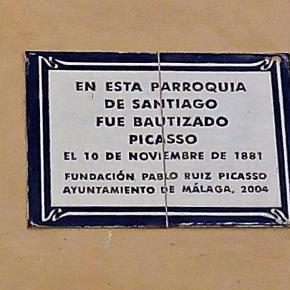 EN ESTA PARROQUIA
DE SANTIAGO
FUE BAUTIZADO
PICASSO
EL 10 DE NOVIEMBRE DE 1881
FUNDACIÓN PABLO RUIZ PICASSO
AYUNTAMIENTO DE MÁLAGA, 2004